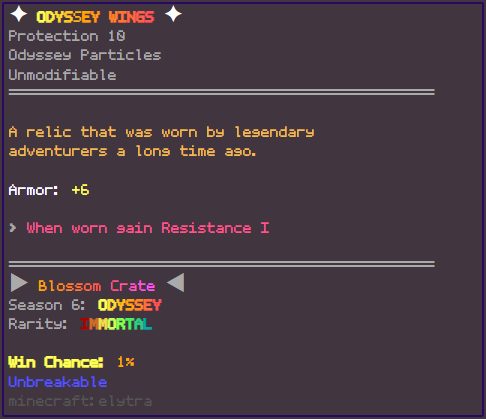 ✦ ODYSSEY WINGS ✦
Protection 10
Odyssey Particles
Unmodifiable
A relic that was worn by legendary
adventurers a long time ago.
Armor: +6
> When worn gain Resistance I
▶ Blossom Crate ◀
Season 6: ODYSSEY
Rarity: IMMORTAL
Win Chance: 1%
Unbreakable
minecraft:elytra